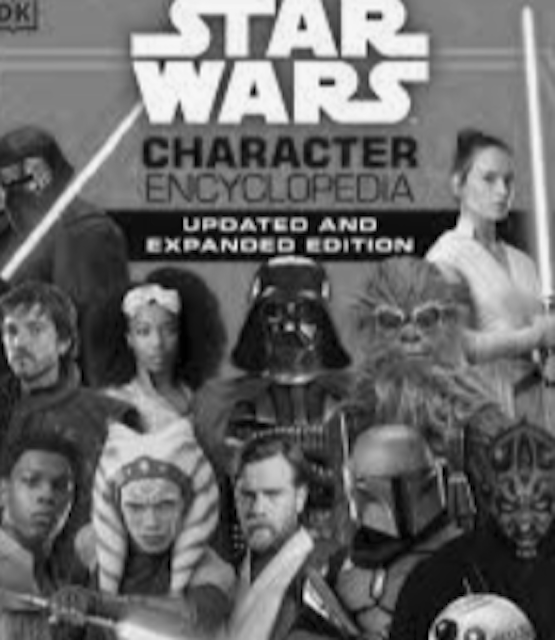 DK
STAR
WARS
CHARACTER
ENCYCLOPEDIA
UPDATED AND
EXPANDED EDITION